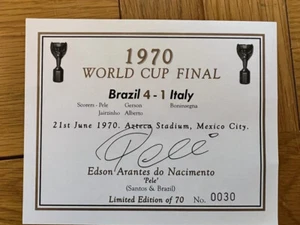 1970
WORLD CUP FINAL
Brazil 4 - 1 Italy
Scorers - Pele Gerson Boninsegna
Jairzinho Alberto
21st June 1970. Azteca Stadium, Mexico City.
Pelé
Edson Arantes do Nacimento
'Pele'
(Santos & Brazil)
Limited Edition of 70 No. 0030